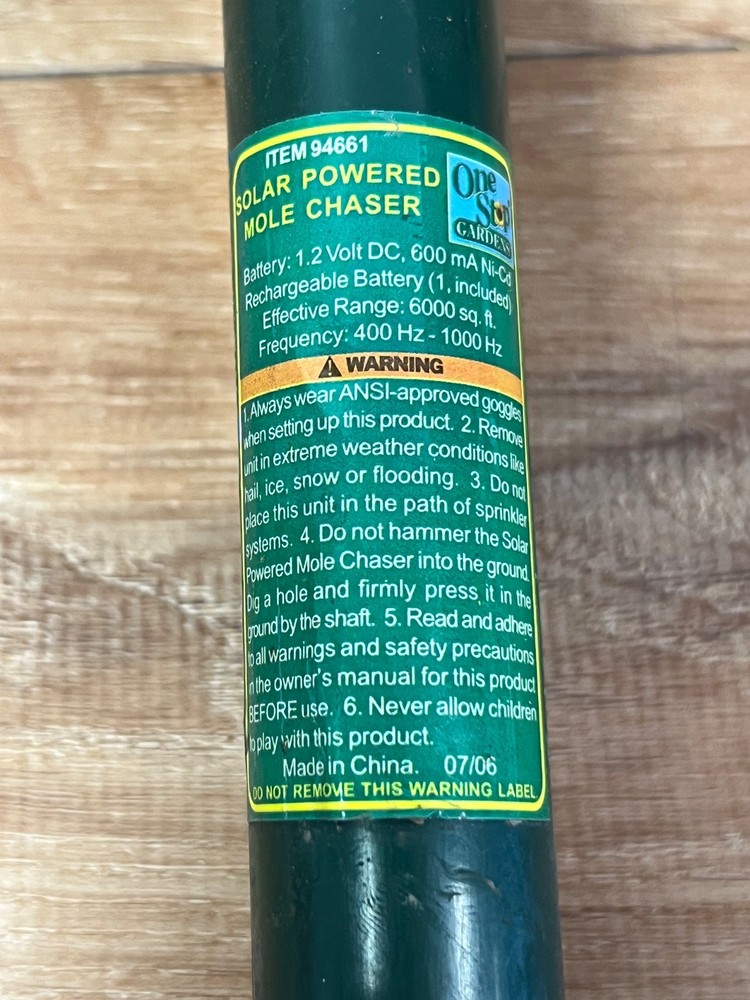 ITEM 94661
SOLAR POWERED
MOLE CHASER
One
Stop
GARDENS
Battery: 1.2 Volt DC, 600 mA Ni-Cd
Rechargeable Battery (1, included)
Effective Range: 6000 sq. ft.
Frequency: 400 Hz - 1000 Hz
WARNING
1. Always wear ANSI-approved goggles
when setting up this product. 2. Remove
unit in extreme weather conditions like
hail, ice, snow or flooding. 3. Do not
place this unit in the path of sprinkler
systems. 4. Do not hammer the Solar
Powered Mole Chaser into the ground.
Dig a hole and firmly press it in the
ground by the shaft. 5. Read and adhere
to all warnings and safety precautions
in the owner's manual for this product
BEFORE use. 6. Never allow children
to play with this product.
Made in China. 07/06
DO NOT REMOVE THIS WARNING LABEL